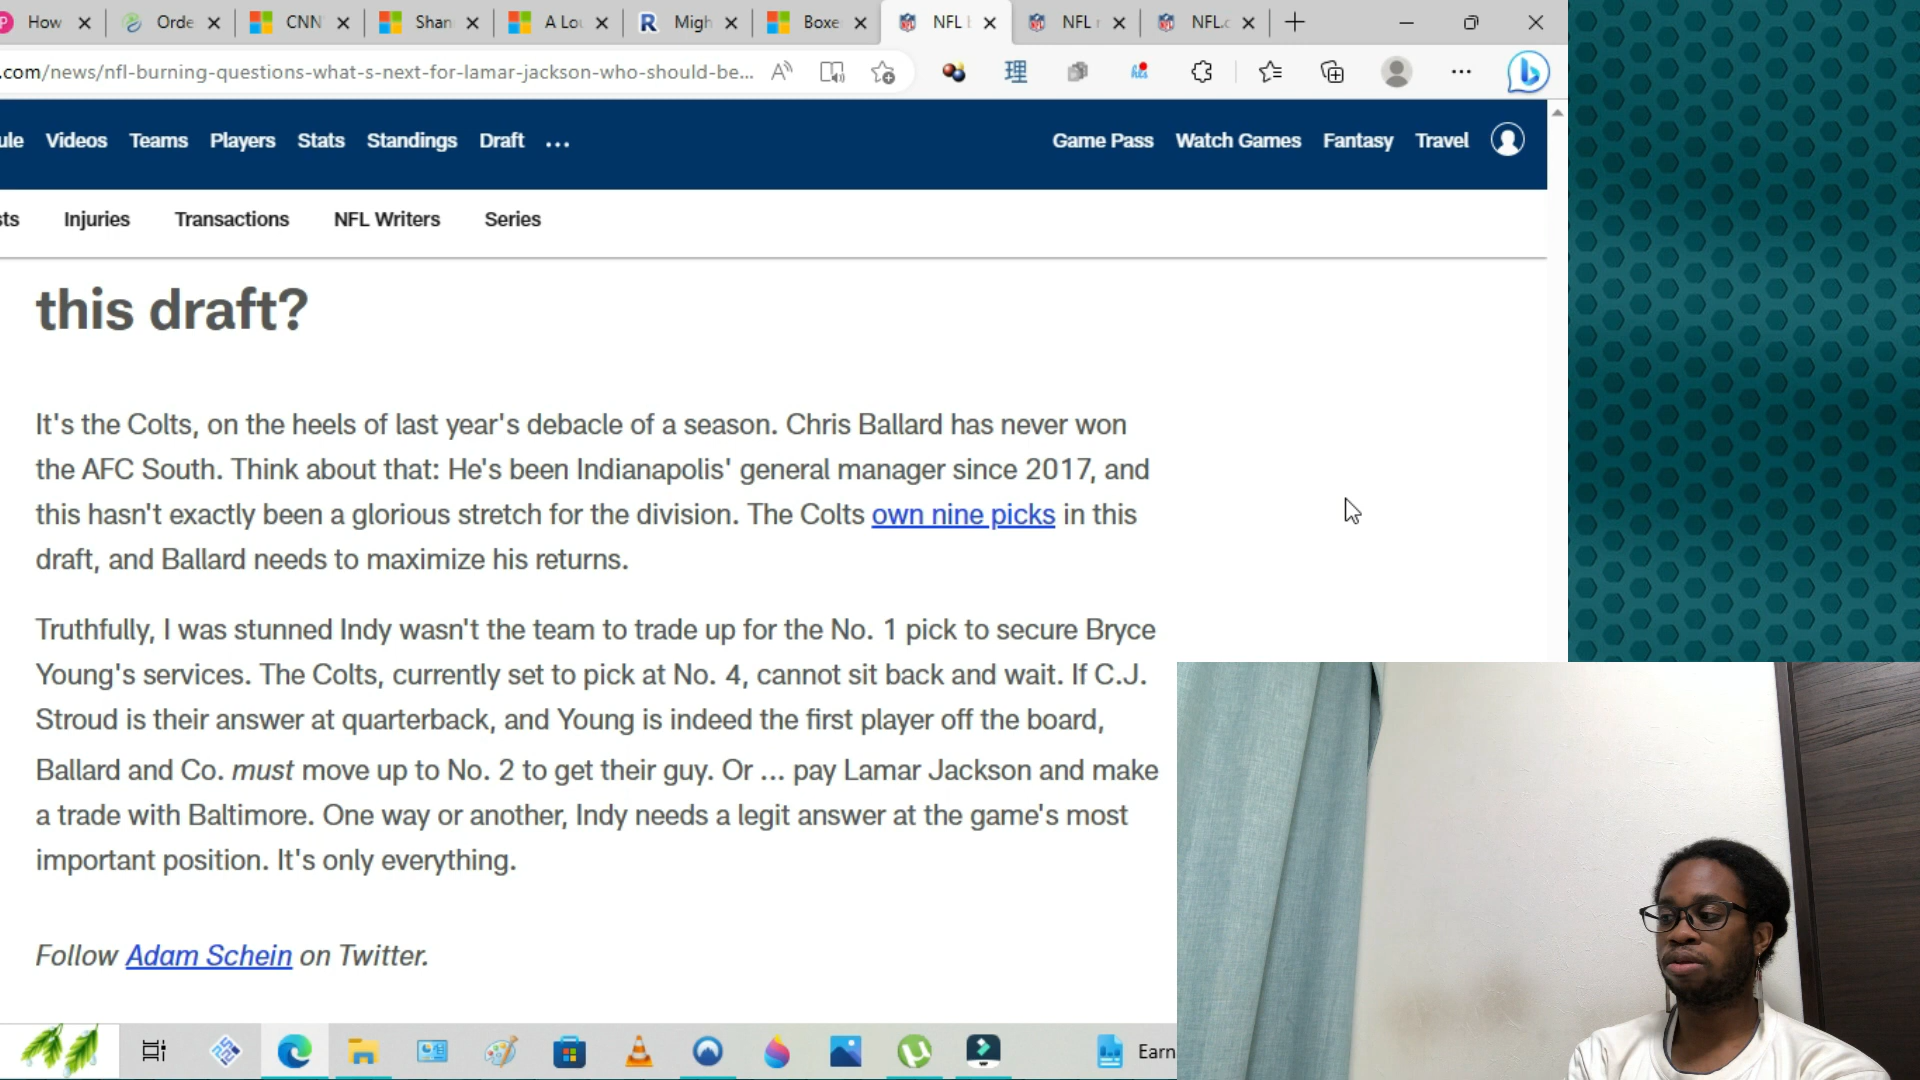 How
Orde
CNN
Shan
A Lo
Migh
Boxe
NFL
NFL
NFL.
.com/news/nfl-burning-questions-what-s-next-for-lamar-jackson-who-should-be...
Videos Teams Players Stats Standings Draft ...
Game Pass Watch Games Fantasy Travel
Injuries Transactions NFL Writers Series
this draft?
It's the Colts, on the heels of last year's debacle of a season. Chris Ballard has never won
the AFC South. Think about that: He's been Indianapolis' general manager since 2017, and
this hasn't exactly been a glorious stretch for the division. The Colts own nine picks in this
draft, and Ballard needs to maximize his returns.
Truthfully, I was stunned Indy wasn't the team to trade up for the No. 1 pick to secure Bryce
Young's services. The Colts, currently set to pick at No. 4, cannot sit back and wait. If C.J.
Stroud is their answer at quarterback, and Young is indeed the first player off the board,
Ballard and Co. must move up to No. 2 to get their guy. Or ... pay Lamar Jackson and make
a trade with Baltimore. One way or another, Indy needs a legit answer at the game's most
important position. It's only everything.
Follow Adam Schein on Twitter.
Earn